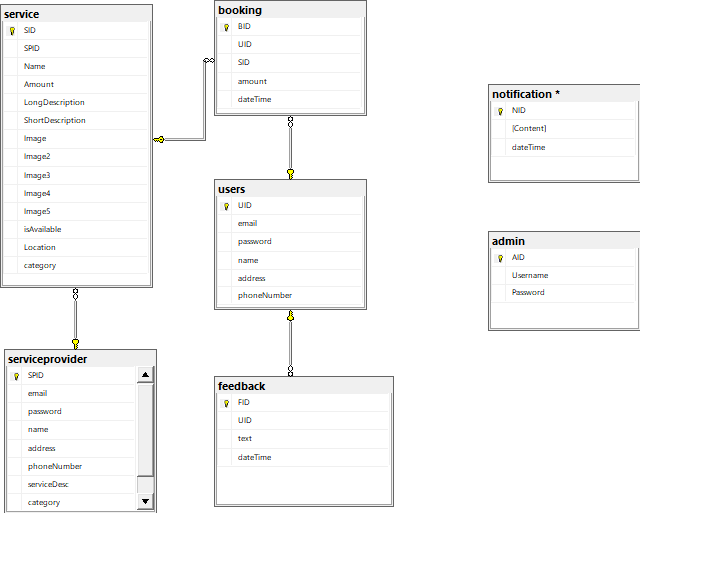 service
SID
SPID
Name
Amount
LongDescription
ShortDescription
Image
Image2
Image3
Image4
Image5
isAvailable
Location
category
booking
BID
UID
SID
amount
dateTime
notification *
NID
[Content]
dateTime
users
UID
email
password
name
address
phoneNumber
admin
AID
Username
Password
serviceprovider
SPID
email
password
name
address
phoneNumber
serviceDesc
category
feedback
FID
UID
text
dateTime